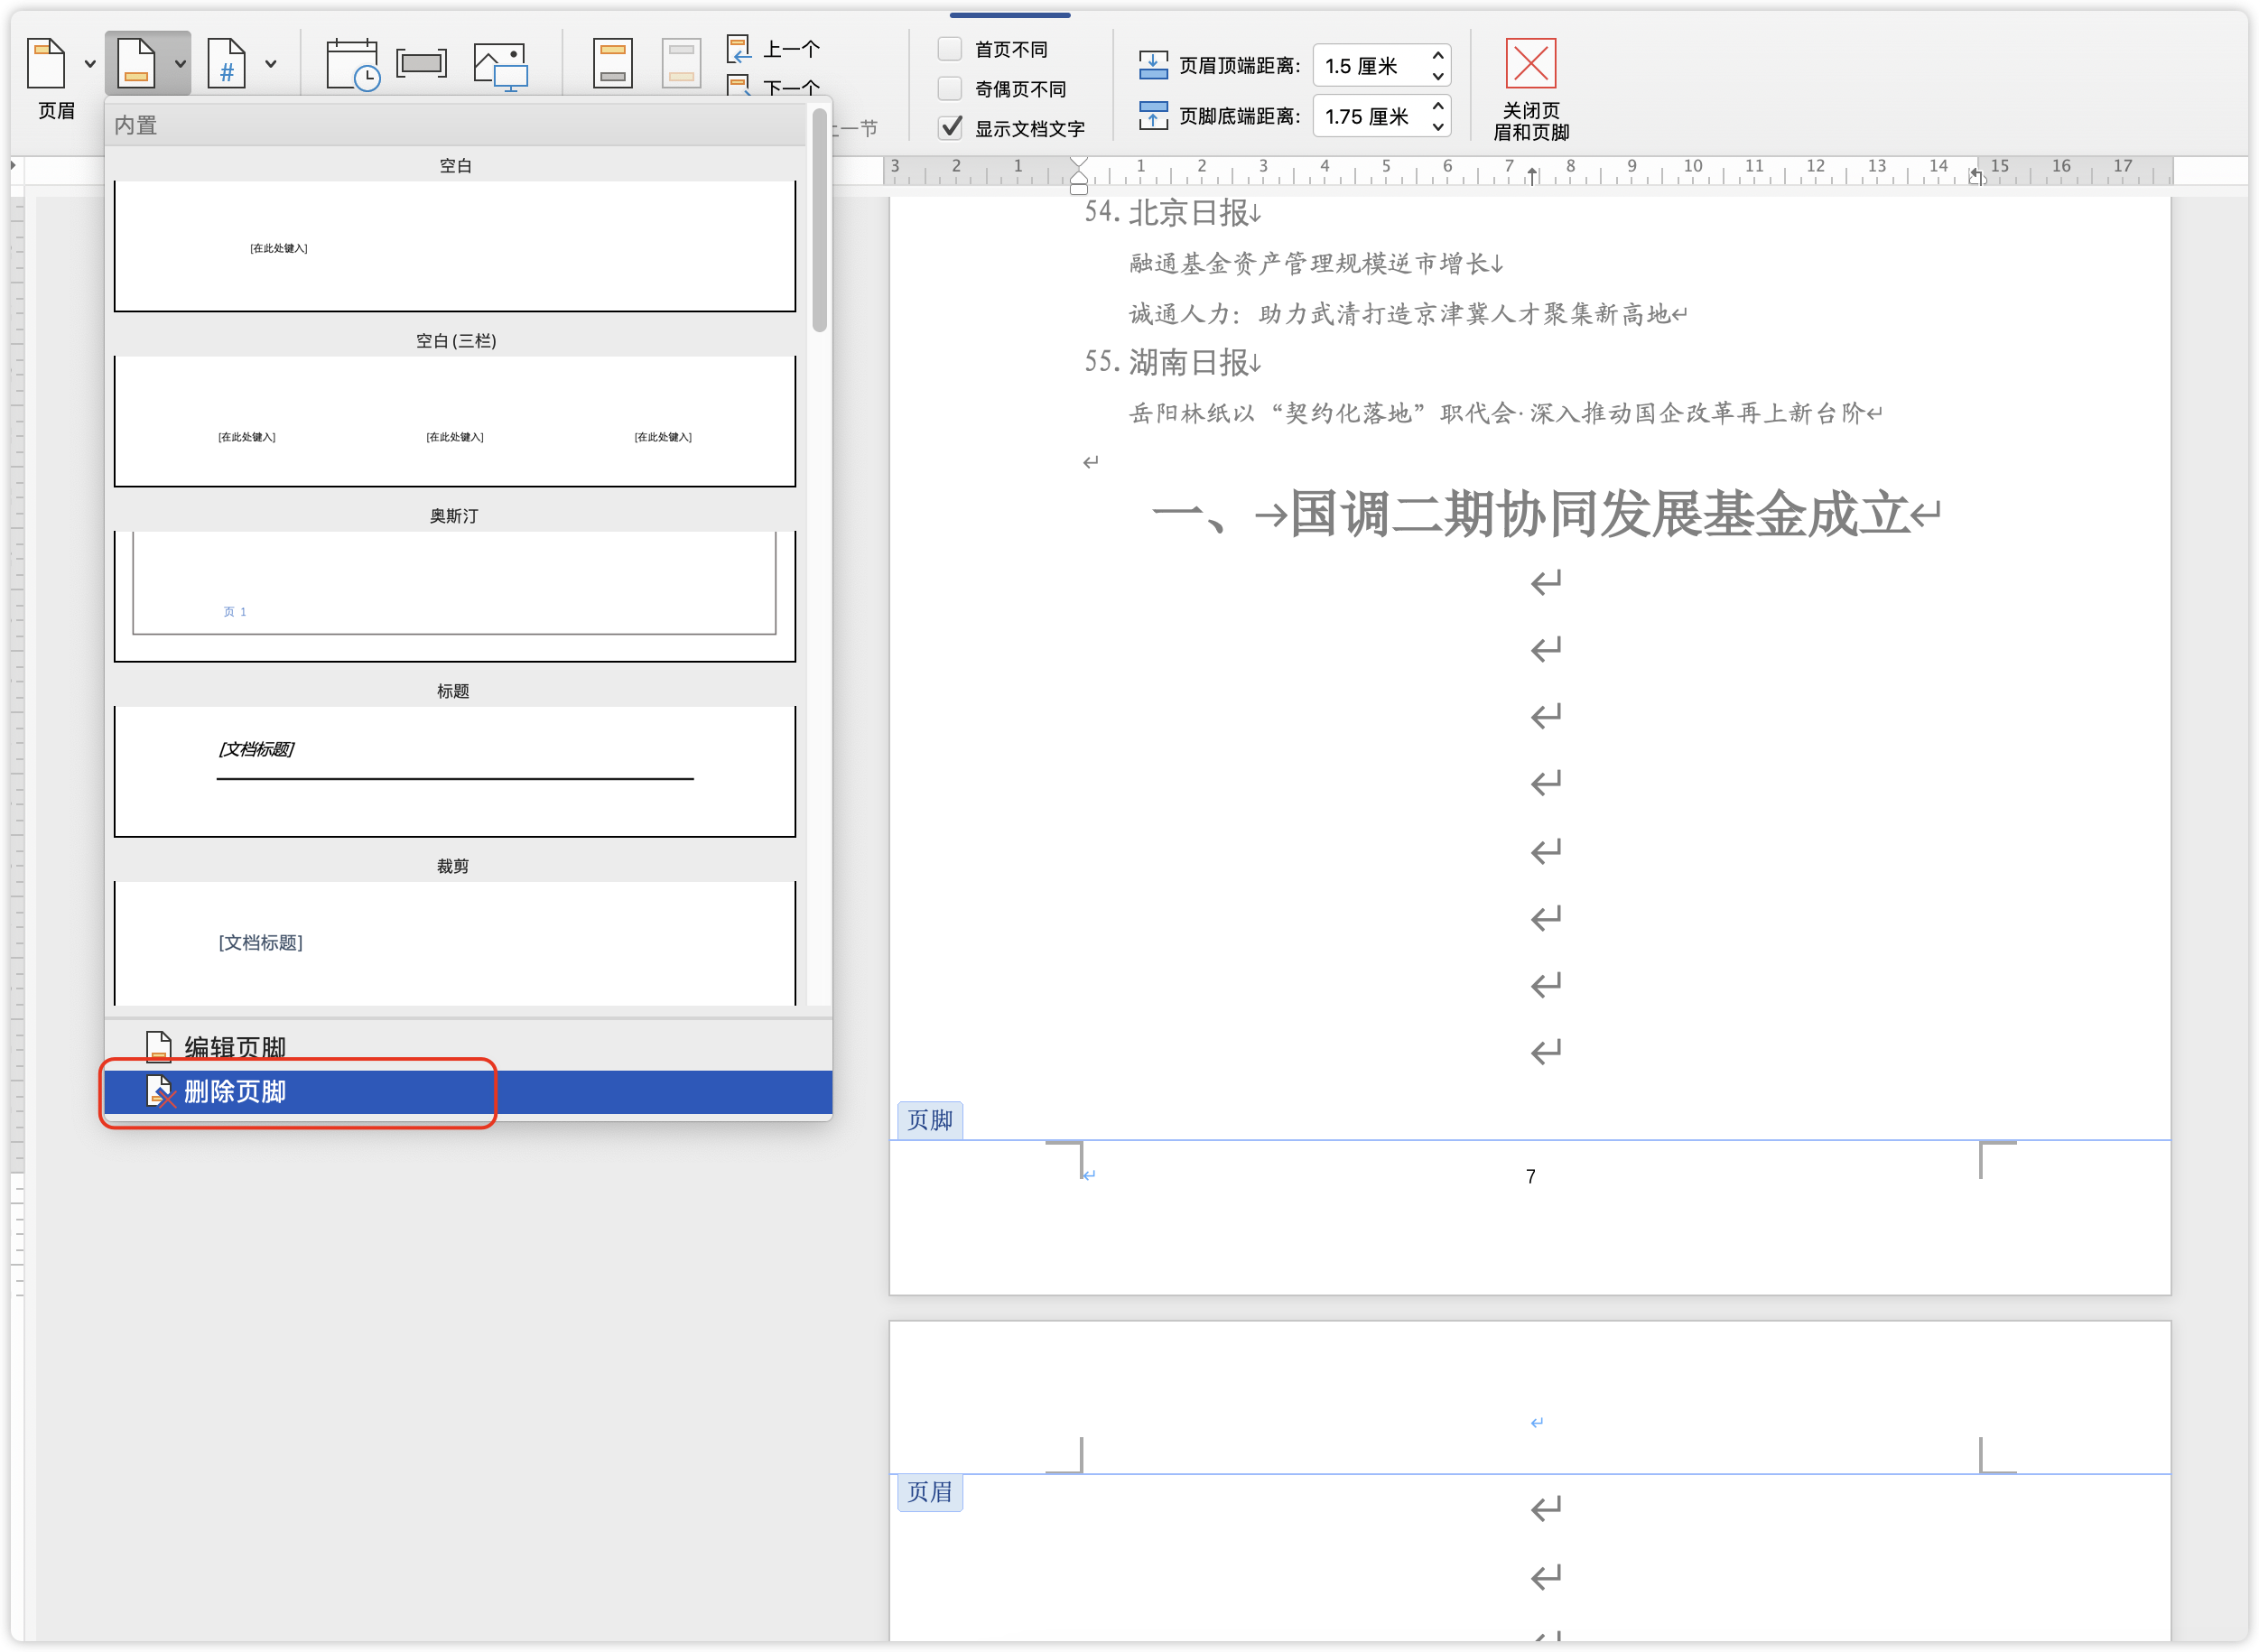 页眉
#
上一个
下一个
上一节
首页不同
奇偶页不同
显示文档文字
页眉顶端距离:
1.5 厘米
页脚底端距离:
1.75 厘米
关闭页
眉和页脚
内置
空白
[在此处键入]
空白 (三栏)
[在此处键入] [在此处键入] [在此处键入]
奥斯汀
页 1
标题
[文档标题]
裁剪
[文档标题]
编辑页脚
删除页脚
3 2 1 1 2 3 4 5 6 7 8 9 10 11 12 13 14 15 16 17
54. 北京日报↓
融通基金资产管理规模逆市增长↓
诚通人力：助力武清打造京津冀人才聚集新高地↵
55. 湖南日报↓
岳阳林纸以“契约化落地”职代会·深入推动国企改革再上新台阶↵
一、→国调二期协同发展基金成立↵
页脚
7
页眉